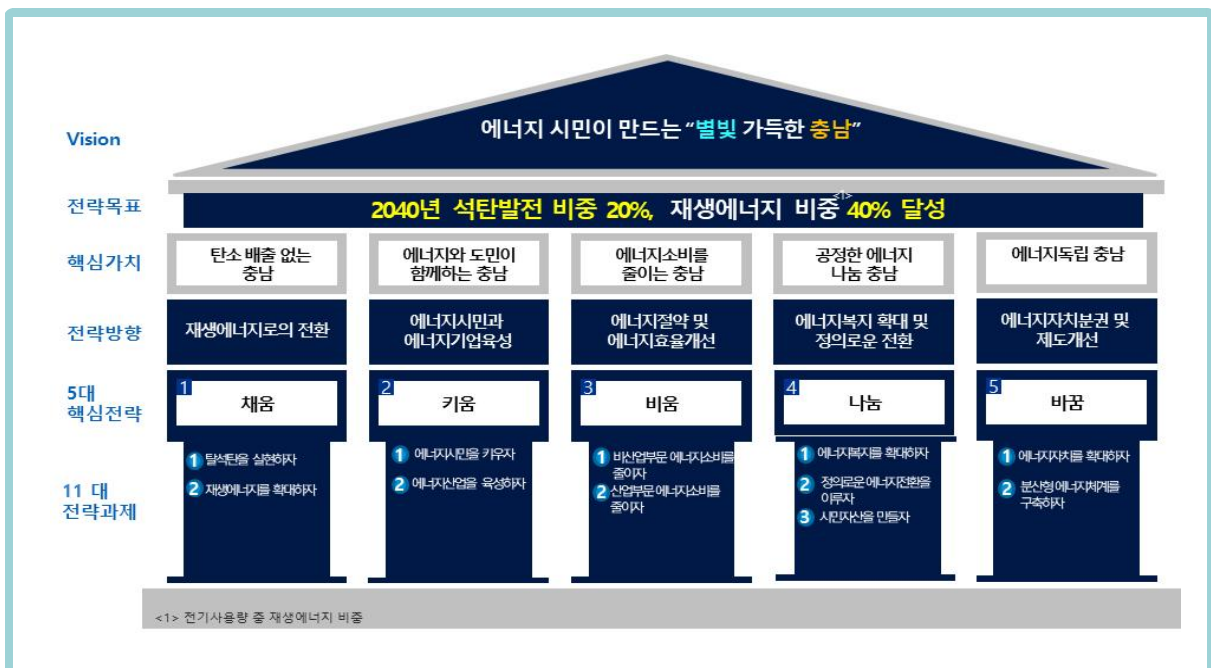 Vision
에너지 시민이 만드는 “별빛 가득한 충남”
전략목표
2040년 석탄발전 비중 20%, 재생에너지 비중<1> 40% 달성
핵심가치
탄소 배출 없는
충남
에너지와 도민이
함께하는 충남
에너지소비를
줄이는 충남
공정한 에너지
나눔 충남
에너지독립 충남
전략방향
재생에너지로의 전환
에너지시민과
에너지기업육성
에너지절약 및
에너지효율개선
에너지복지 확대 및
정의로운 전환
에너지자치분권 및
제도개선
5대
핵심전략
1
채움
2
키움
3
비움
4
나눔
5
바꿈
11 대
전략과제
1 탈석탄을 실현하자
2 재생에너지를 확대하자
1 에너지시민을 키우자
2 에너지산업을 육성하자
1 비산업부문 에너지소비를
줄이자
2 산업부문 에너지소비를
줄이자
1 에너지복지를 확대하자
2 정의로운 에너지전환을
이루자
3 시민자산을 만들자
1 에너지자치를 확대하자
2 분산형 에너지체계를
구축하자
<1> 전기사용량 중 재생에너지 비중